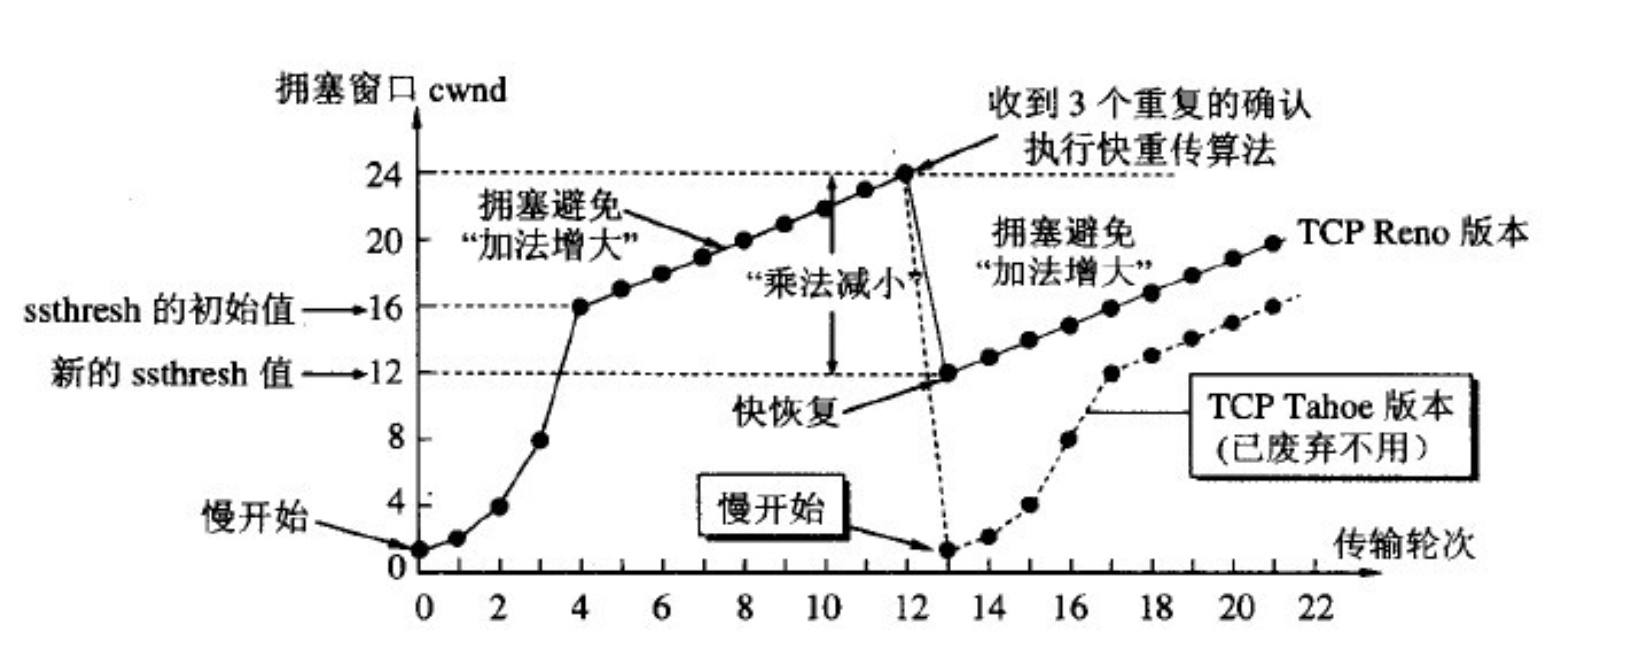 拥塞窗口 cwnd
收到 3 个重复的确认
执行快重传算法
24
拥塞避免
“加法增大”
20
拥塞避免
“加法增大”
TCP Reno 版本
“乘法减小”
ssthresh 的初始值
16
新的 ssthresh 值
12
快恢复
TCP Tahoe 版本
(已废弃不用)
8
4
慢开始
慢开始
传输轮次
0
0 2 4 6 8 10 12 14 16 18 20 22